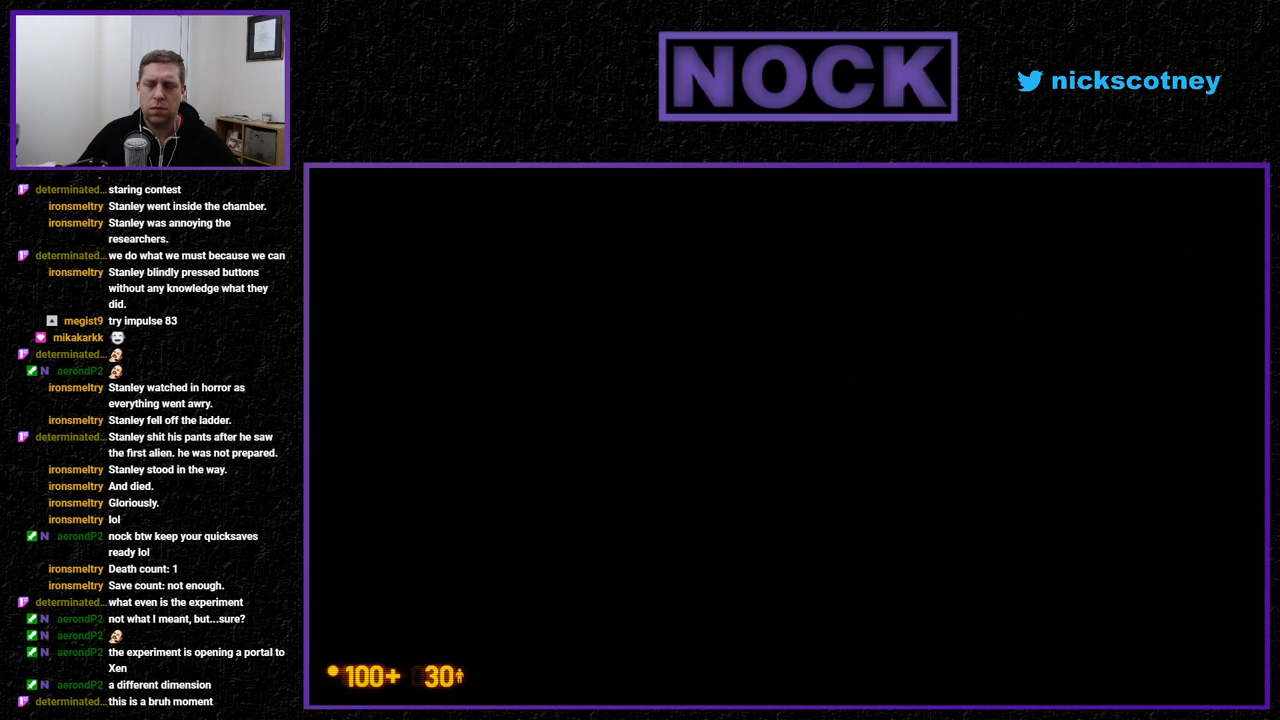 NOCK
nickscotney
determinated... staring contest
ironsmeltry Stanley went inside the chamber.
ironsmeltry Stanley was annoying the
researchers.
determinated... we do what we must because we can
ironsmeltry Stanley blindly pressed buttons
without any knowledge what they
did.
megist9 try impulse 83
mikakarkk
determinated...
aerondP2
ironsmeltry Stanley watched in horror as
everything went awry.
ironsmeltry Stanley fell off the ladder.
determinated... Stanley shit his pants after he saw
the first alien. he was not prepared.
ironsmeltry Stanley stood in the way.
ironsmeltry And died.
ironsmeltry Gloriously.
ironsmeltry lol
N aerondP2 nock btw keep your quicksaves
ready lol
ironsmeltry Death count: 1
ironsmeltry Save count: not enough.
determinated... what even is the experiment
N aerondP2 not what I meant, but...sure?
N aerondP2
N aerondP2 the experiment is opening a portal to
Xen
N aerondP2 a different dimension
determinated... this is a bruh moment
100+ 30